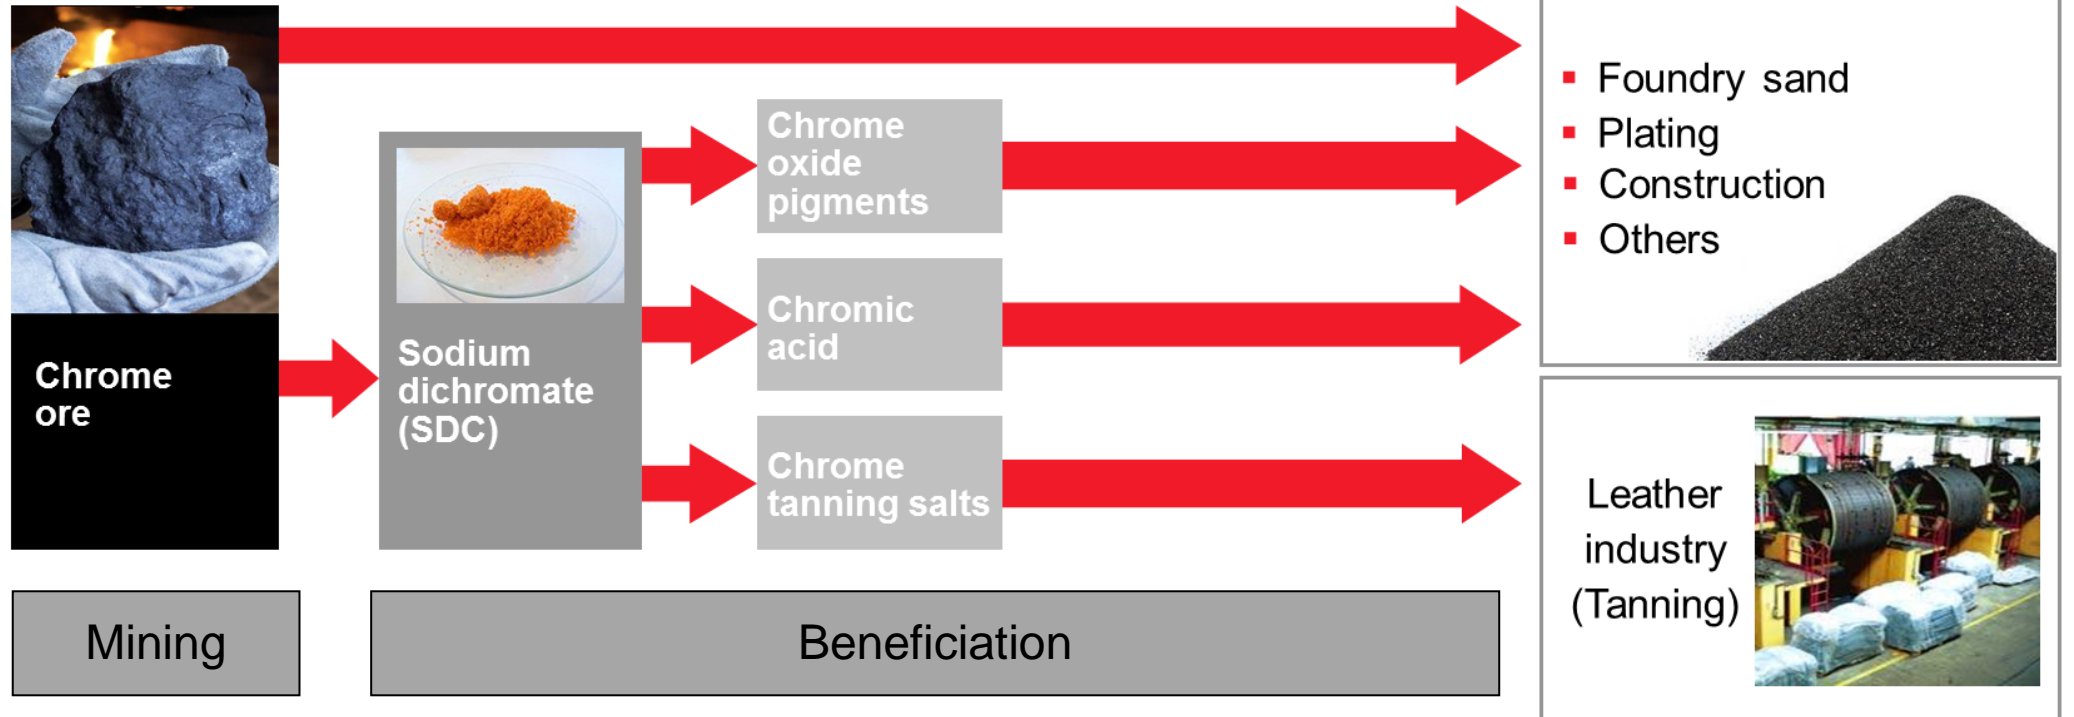 Chrome
ore
Sodium
dichromate
(SDC)
Chrome
oxide
pigments
Chromic
acid
Chrome
tanning salts
Foundry sand
Plating
Construction
Others
Leather
industry
(Tanning)
Mining
Beneficiation